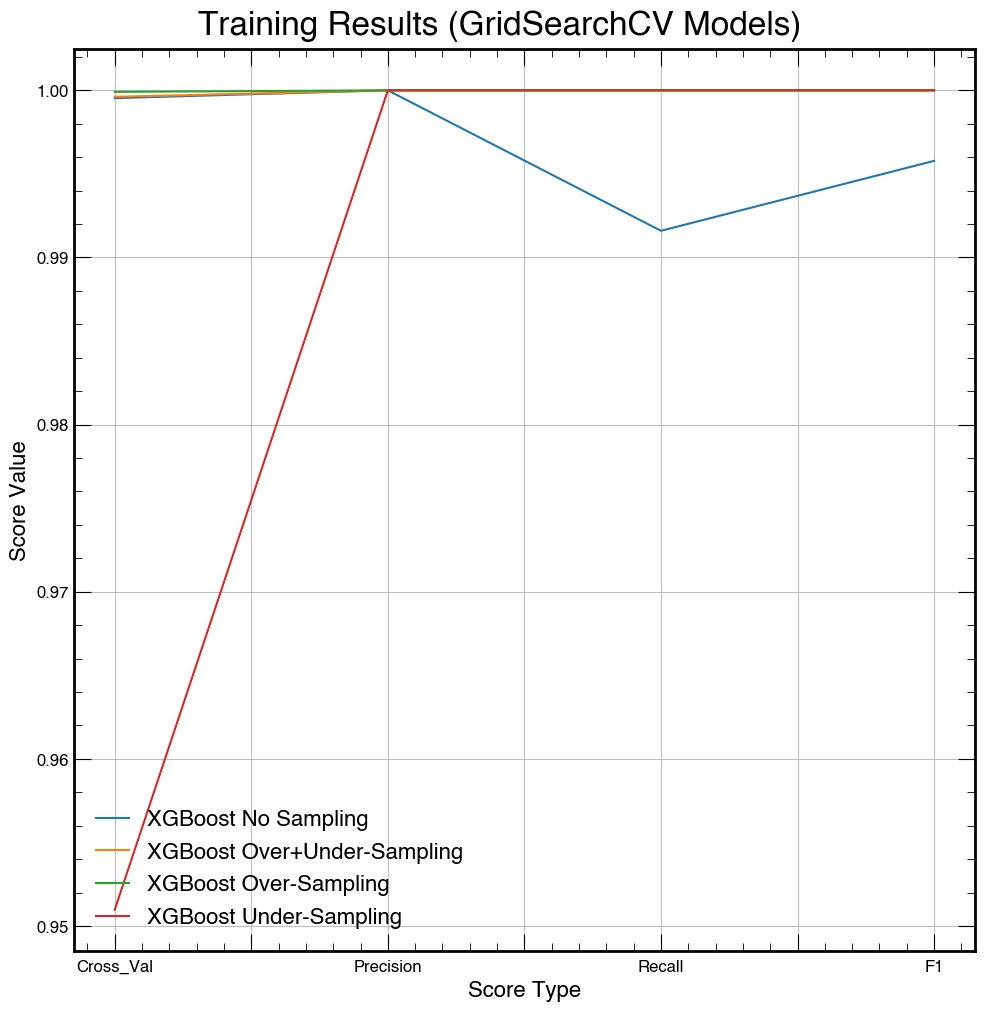 Training Results (GridSearchCV Models)
1.00
0.99
0.98
0.97
0.96
0.95
Score Value
XGBoost No Sampling
XGBoost Over+Under-Sampling
XGBoost Over-Sampling
XGBoost Under-Sampling
Cross_Val Precision Recall F1
Score Type